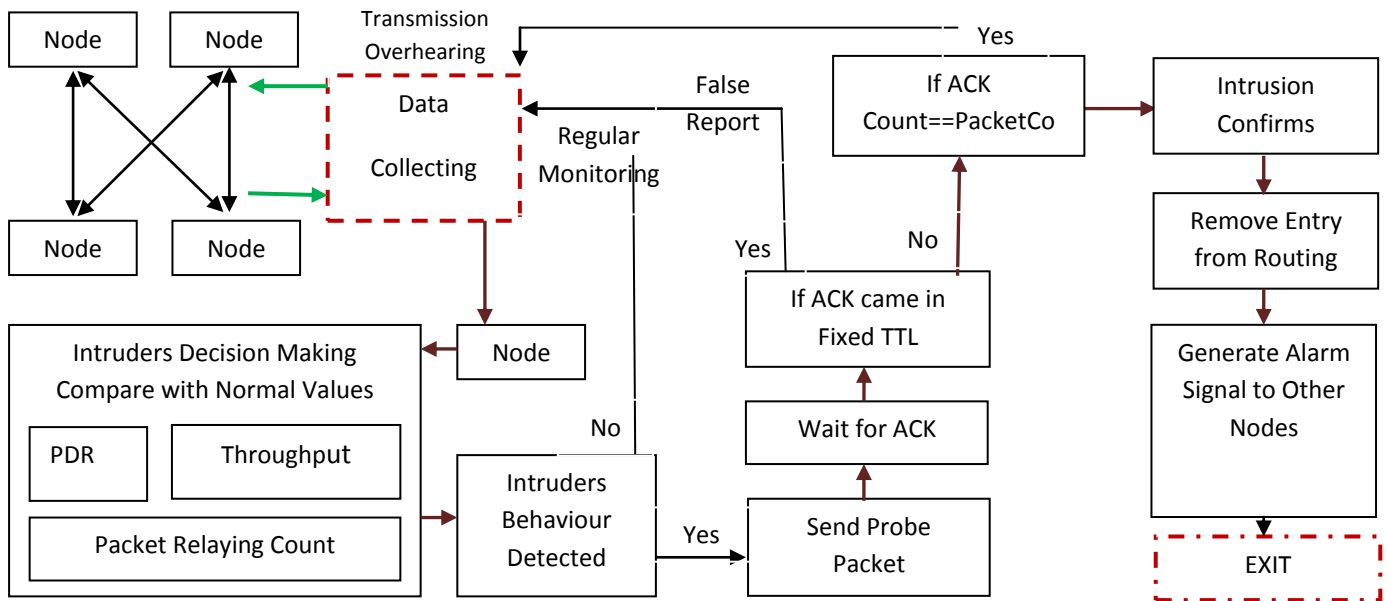 Node
Node
Transmission
Overhearing
Yes
Data
Collecting
False
Report
Regular
Monitoring
If ACK
Count==PacketCo
Intrusion
Confirms
Node
Node
Yes
No
Remove Entry
from Routing
If ACK came in
Fixed TTL
Node
Intruders Decision Making
Compare with Normal Values
PDR
Throughput
Packet Relaying Count
No
Intruders
Behaviour
Detected
Yes
Wait for ACK
Send Probe
Packet
Generate Alarm
Signal to Other
Nodes
EXIT